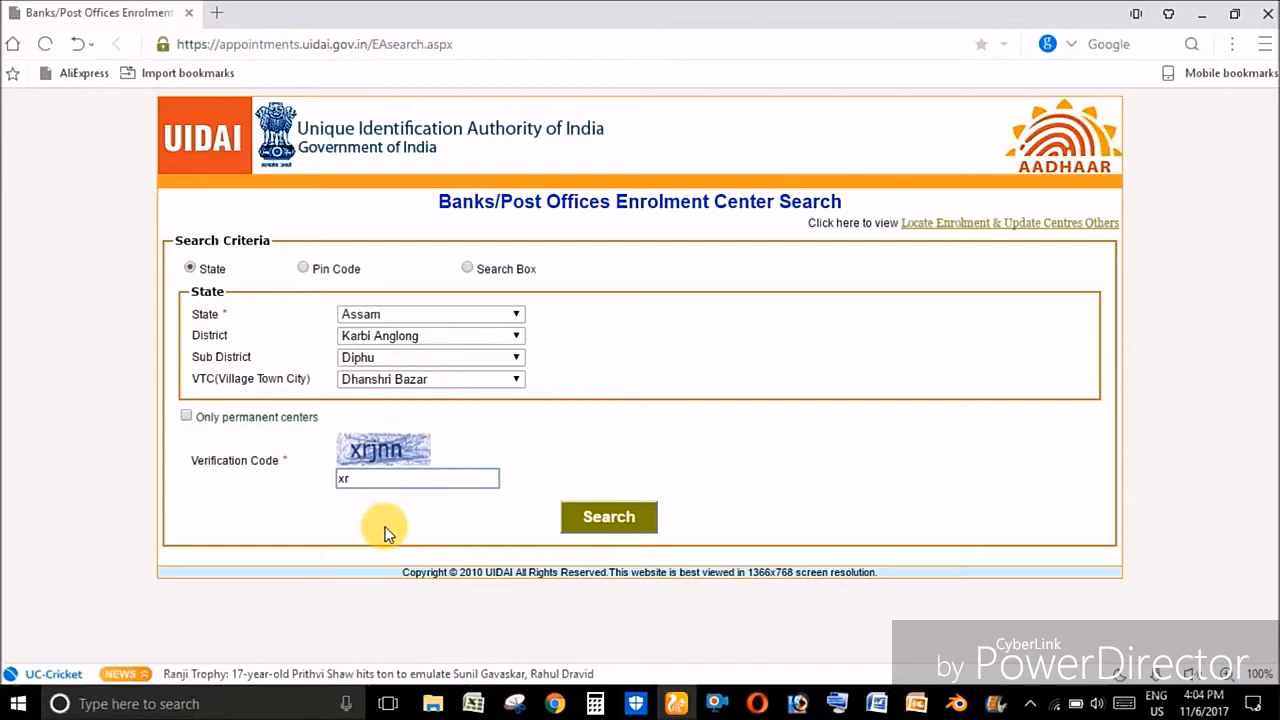 Banks/Post Offices Enrolment
https://appointments.uidai.gov.in/EAsearch.aspx
Google
AliExpress
Import bookmarks
Mobile bookmarks
UIDAI
Unique Identification Authority of India
Government of India
AADHAAR
Banks/Post Offices Enrolment Center Search
Click here to view Locate Enrolment & Update Centres Others
Search Criteria
State Pin Code Search Box
State
State * Assam
District Karbi Anglong
Sub District Diphu
VTC(Village Town City) Dhanshri Bazar
Only permanent centers
xrjnn
Verification Code *
xr
Search
Copyright © 2010 UIDAI All Rights Reserved.This website is best viewed in 1366x768 screen resolution.
CyberLink
by PowerDirector
UC-Cricket NEWS Ranji Trophy: 17-year-old Prithvi Shaw hits ton to emulate Sunil Gavaskar, Rahul Dravid 100%
Type here to search
ENG 4:04 PM
US 11/6/2017